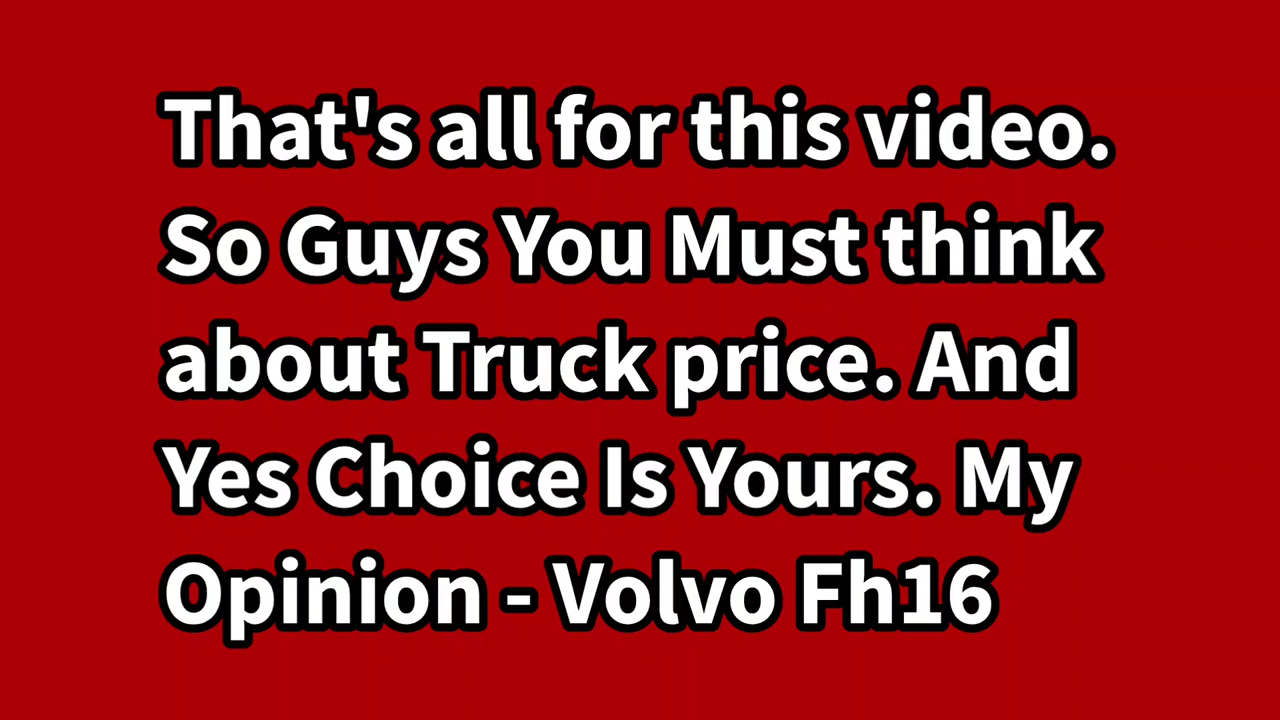 That's all for this video.
So Guys You Must think
about Truck price. And
Yes Choice Is Yours. My
Opinion - Volvo Fh16